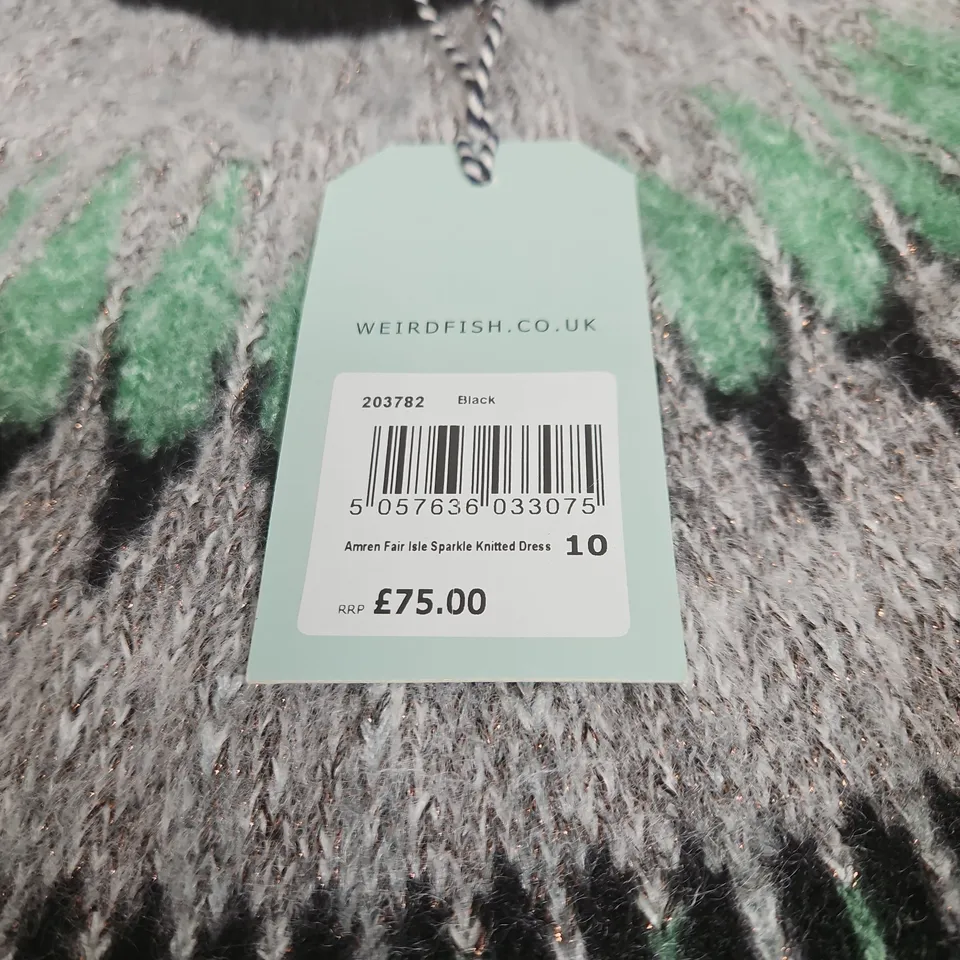 WEIRDFISH.CO.UK
203782 Black
5 057636 033075
Amren Fair Isle Sparkle Knitted Dress 10
RRP £75.00